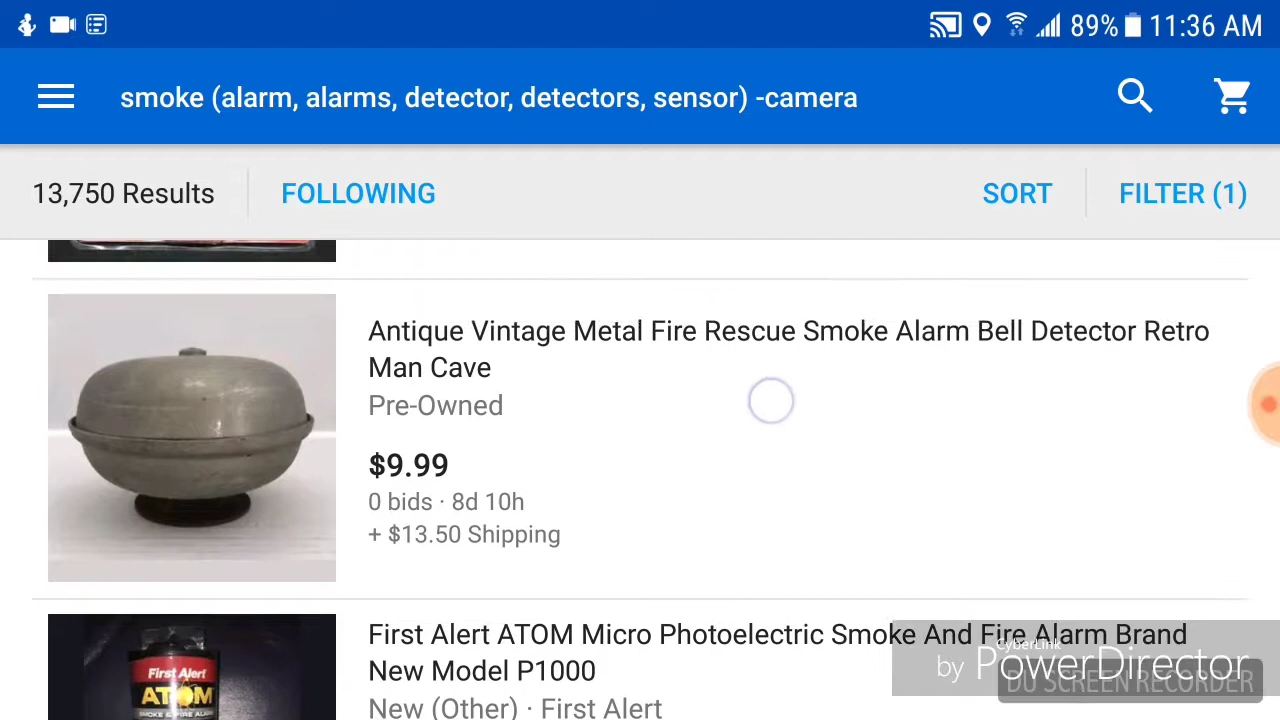 89% 11:36 AM
smoke (alarm, alarms, detector, detectors, sensor) -camera
13,750 Results FOLLOWING SORT FILTER (1)
Antique Vintage Metal Fire Rescue Smoke Alarm Bell Detector Retro
Man Cave
Pre-Owned
$9.99
0 bids · 8d 10h
+ $13.50 Shipping
First Alert ATOM Micro Photoelectric Smoke And Fire Alarm Brand
New Model P1000
New (Other) · First Alert
First Alert
ATOM
SMOKE & FIRE ALARM
CyberLink
by PowerDirector
DU SCREEN RECORDER